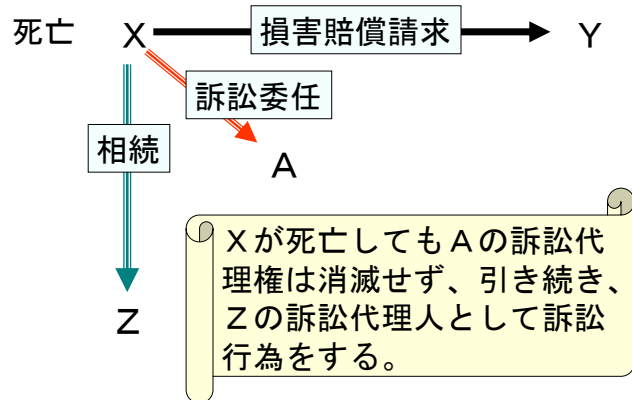 死亡 X 損害賠償請求 Y
訴訟委任
相続
A
Xが死亡してもAの訴訟代
理権は消滅せず、引き続き、
Zの訴訟代理人として訴訟
行為をする。
Z